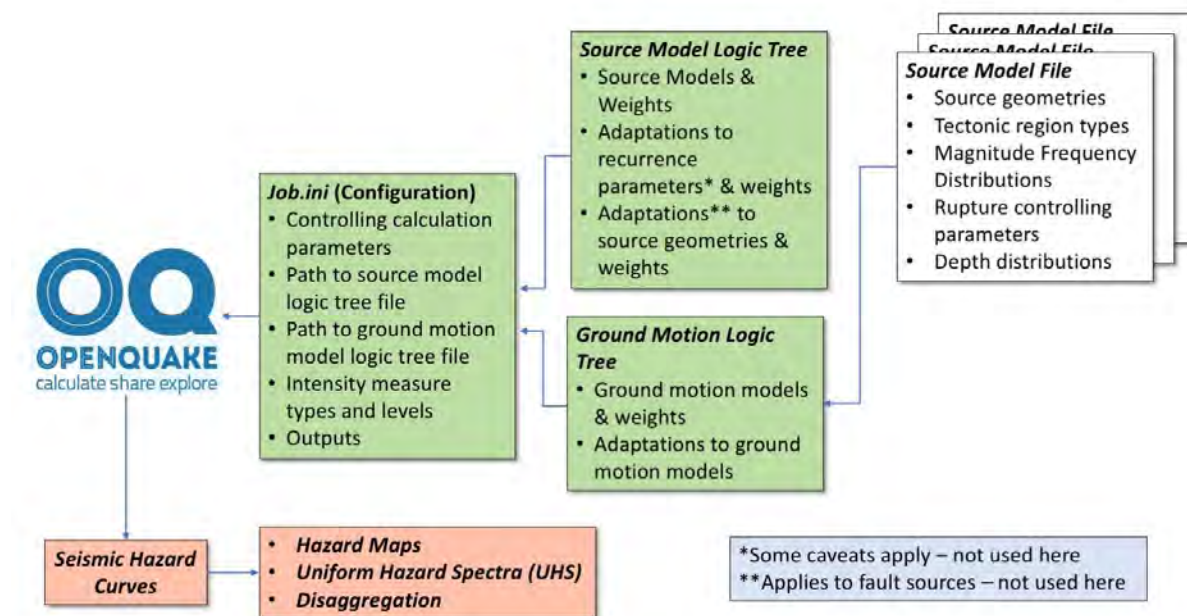 Source Model File
Source Model File
Source Model File
• Source geometries
• Tectonic region types
• Magnitude Frequency
Distributions
• Rupture controlling
parameters
• Depth distributions
Source Model Logic Tree
• Source Models &
Weights
• Adaptations to
recurrence
parameters* & weights
• Adaptations** to
source geometries &
weights
Job.ini (Configuration)
• Controlling calculation
parameters
• Path to source model
logic tree file
• Path to ground motion
model logic tree file
• Intensity measure
types and levels
• Outputs
Ground Motion Logic
Tree
• Ground motion models
& weights
• Adaptations to ground
motion models
OQ
OPENQUAKE
calculate share explore
Seismic Hazard
Curves
• Hazard Maps
• Uniform Hazard Spectra (UHS)
• Disaggregation
*Some caveats apply – not used here
**Applies to fault sources – not used here